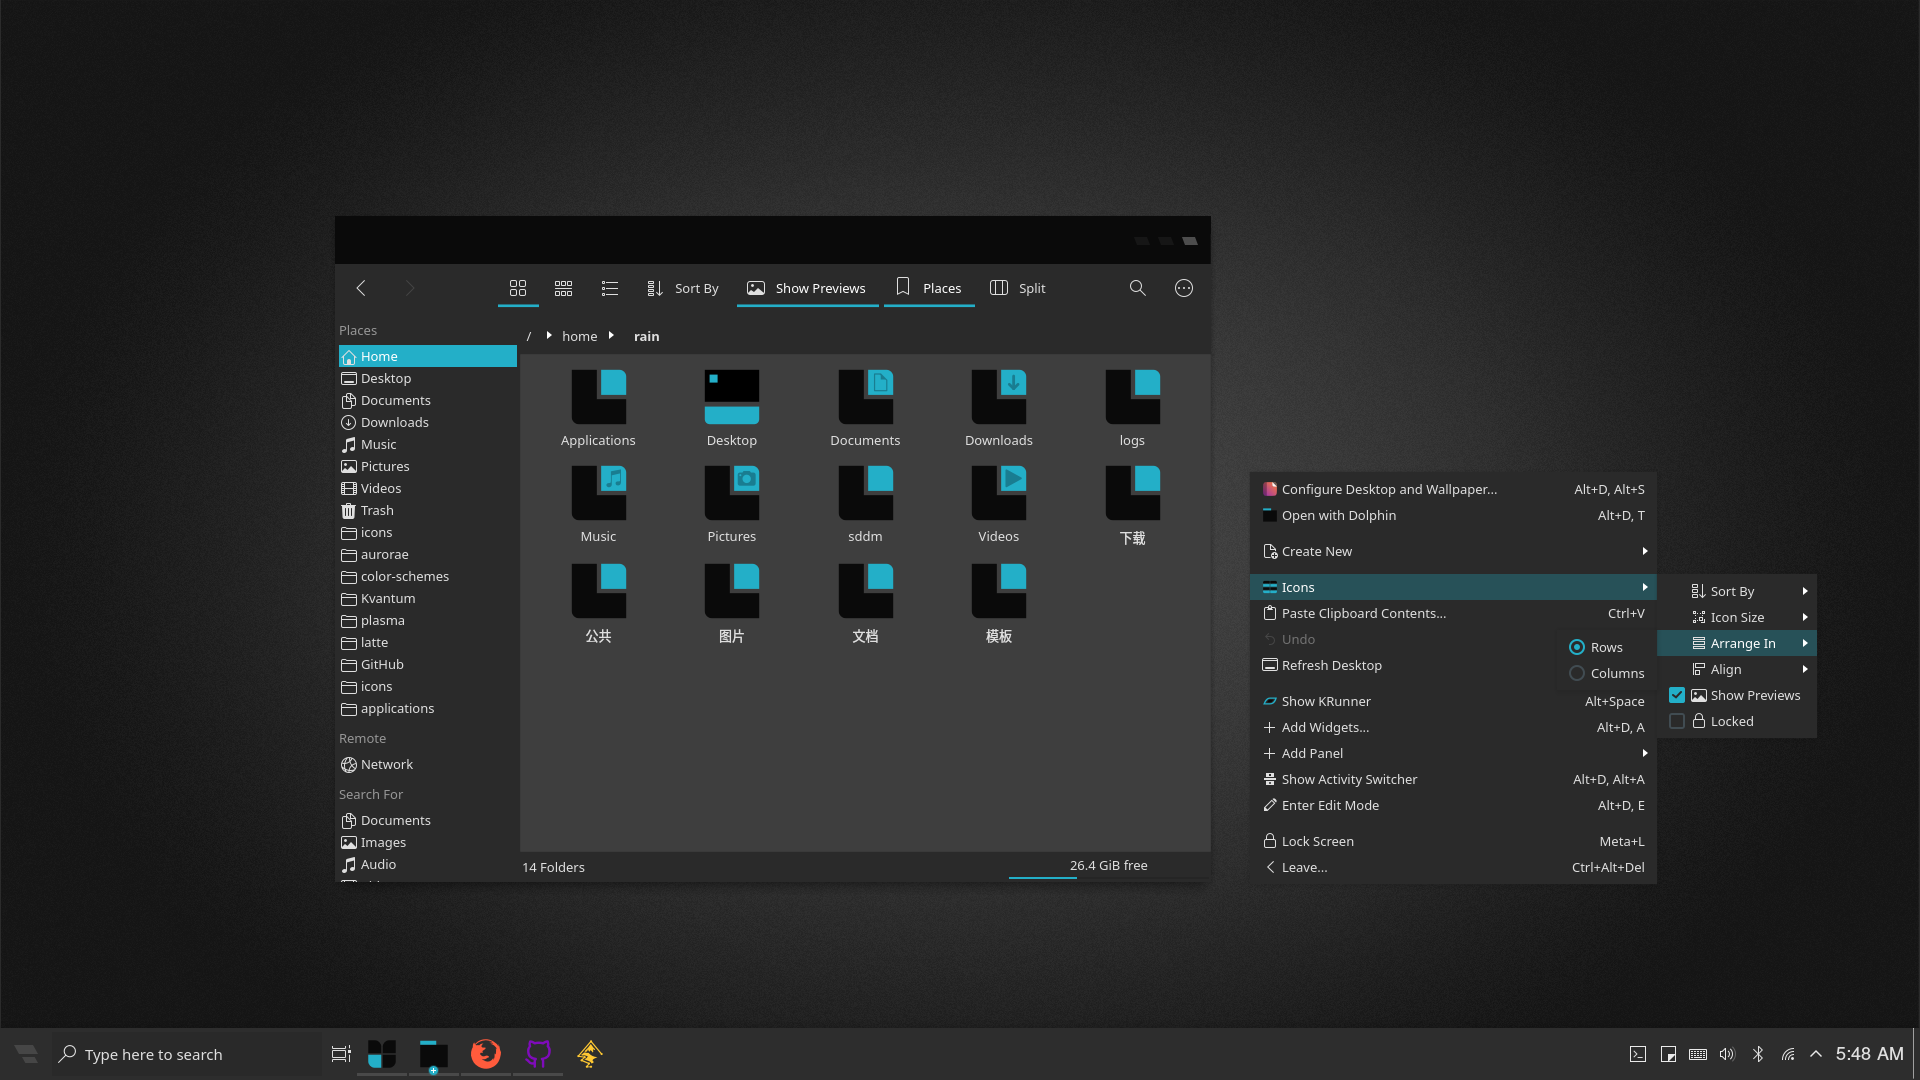 Sort By
Show Previews
Places
Split
Places
Home
Desktop
Documents
Downloads
Music
Pictures
Videos
Trash
icons
aurorae
color-schemes
Kvantum
plasma
latte
GitHub
icons
applications
Remote
Network
Search For
Documents
Images
Audio
/ home rain
Applications Desktop Documents Downloads logs
Music Pictures sddm Videos 下载
公共 图片 文档 模板
14 Folders 26.4 GiB free
Configure Desktop and Wallpaper... Alt+D, Alt+S
Open with Dolphin Alt+D, T
Create New
Icons
Paste Clipboard Contents... Ctrl+V
Undo
Refresh Desktop
Show KRunner Alt+Space
Add Widgets... Alt+D, A
Add Panel
Show Activity Switcher Alt+D, Alt+A
Enter Edit Mode Alt+D, E
Lock Screen Meta+L
Leave... Ctrl+Alt+Del
Rows
Columns
Sort By
Icon Size
Arrange In
Align
Show Previews
Locked
Type here to search
5:48 AM